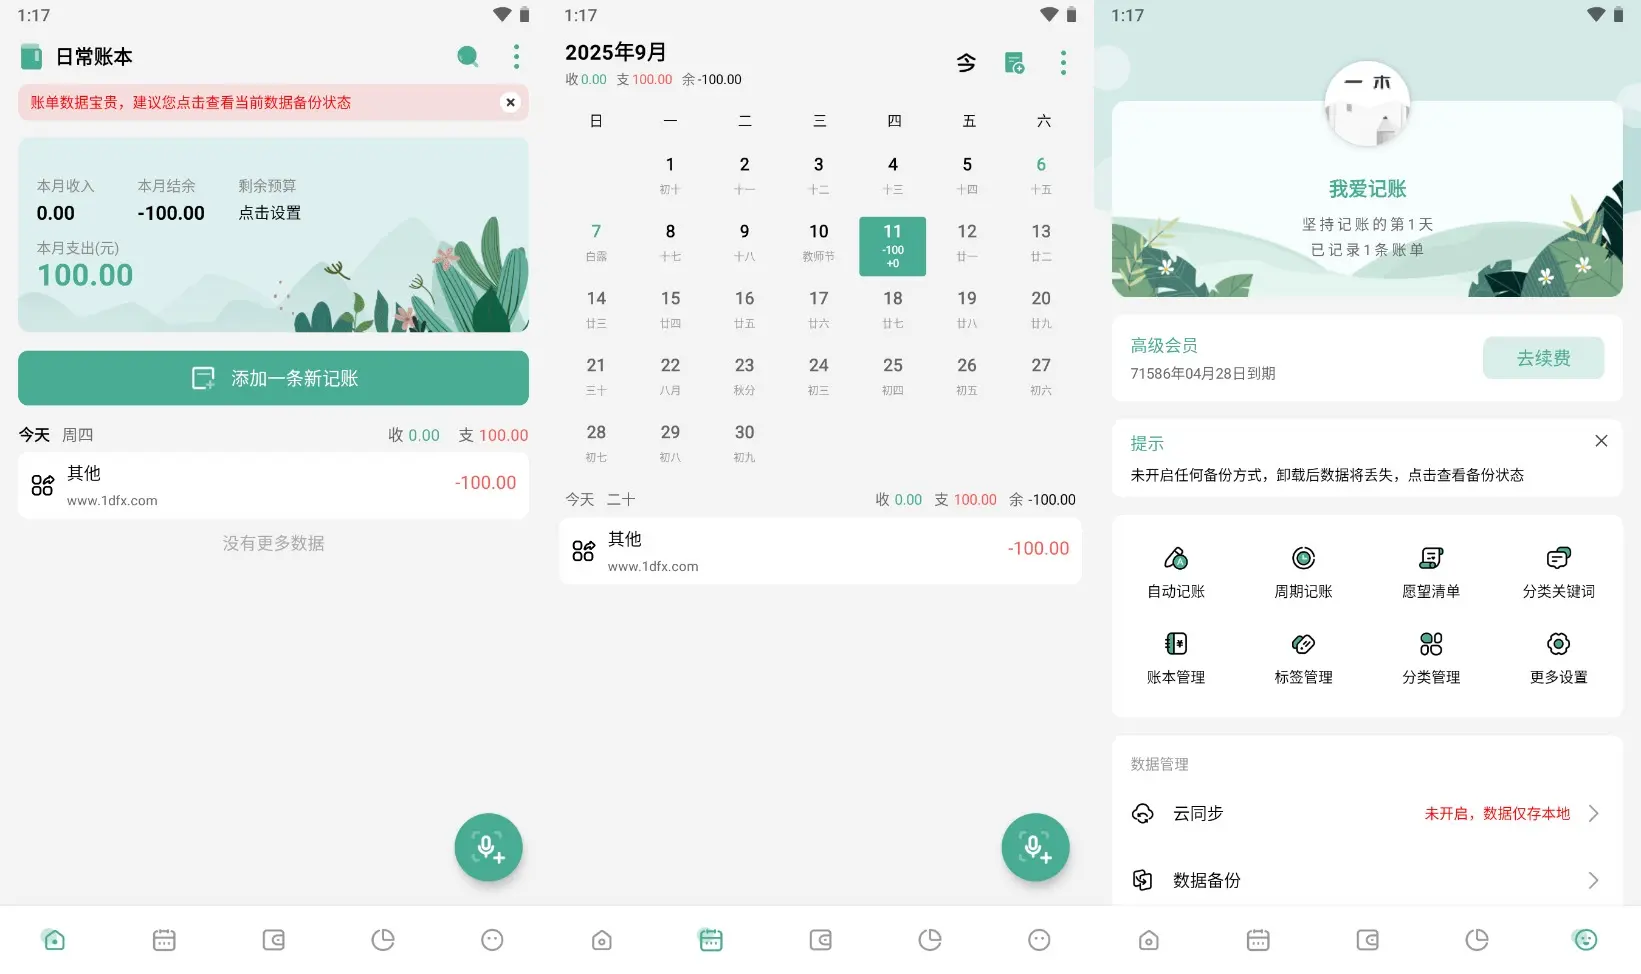 1:17
日常账本
账单数据宝贵，建议您点击查看当前数据备份状态
本月收入 本月结余 剩余预算
0.00 -100.00 点击设置
本月支出(元)
100.00
添加一条新记账
今天 周四 收 0.00 支 100.00
其他
www.1dfx.com
-100.00
没有更多数据
1:17
2025年9月
收 0.00 支 100.00 余 -100.00
今
日 一 二 三 四 五 六
1 2 3 4 5 6
初十 十一 十二 十三 十四 十五
7 8 9 10 11 12 13
白露 十七 十八 教师节 -100 廿一 廿二
+0
14 15 16 17 18 19 20
廿三 廿四 廿五 廿六 廿七 廿八 廿九
21 22 23 24 25 26 27
三十 八月 秋分 初三 初四 初五 初六
28 29 30
初七 初八 初九
今天 二十 收 0.00 支 100.00 余 -100.00
其他
www.1dfx.com
-100.00
1:17
一木
我爱记账
坚持记账的第1天
已记录1条账单
高级会员
71586年04月28日到期
去续费
提示
未开启任何备份方式，卸载后数据将丢失，点击查看备份状态
自动记账 周期记账 愿望清单 分类关键词
账本管理 标签管理 分类管理 更多设置
数据管理
云同步 未开启，数据仅存本地
数据备份